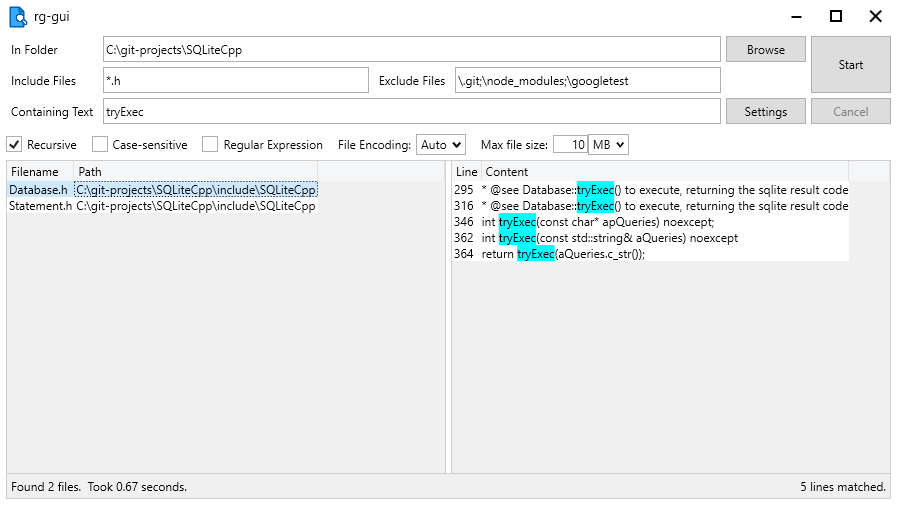 rg-gui
In Folder C:\git-projects\SQLiteCpp Browse Start
Include Files *.h Exclude Files \.git;\node_modules;\googletest
Containing Text tryExec Settings Cancel
Recursive Case-sensitive Regular Expression File Encoding: Auto Max file size: 10 MB
Filename Path
Database.h C:\git-projects\SQLiteCpp\include\SQLiteCpp
Statement.h C:\git-projects\SQLiteCpp\include\SQLiteCpp
Line Content
295 * @see Database::tryExec() to execute, returning the sqlite result code
316 * @see Database::tryExec() to execute, returning the sqlite result code
346 int tryExec(const char* apQueries) noexcept;
362 int tryExec(const std::string& aQueries) noexcept
364 return tryExec(aQueries.c_str());
Found 2 files. Took 0.67 seconds. 5 lines matched.